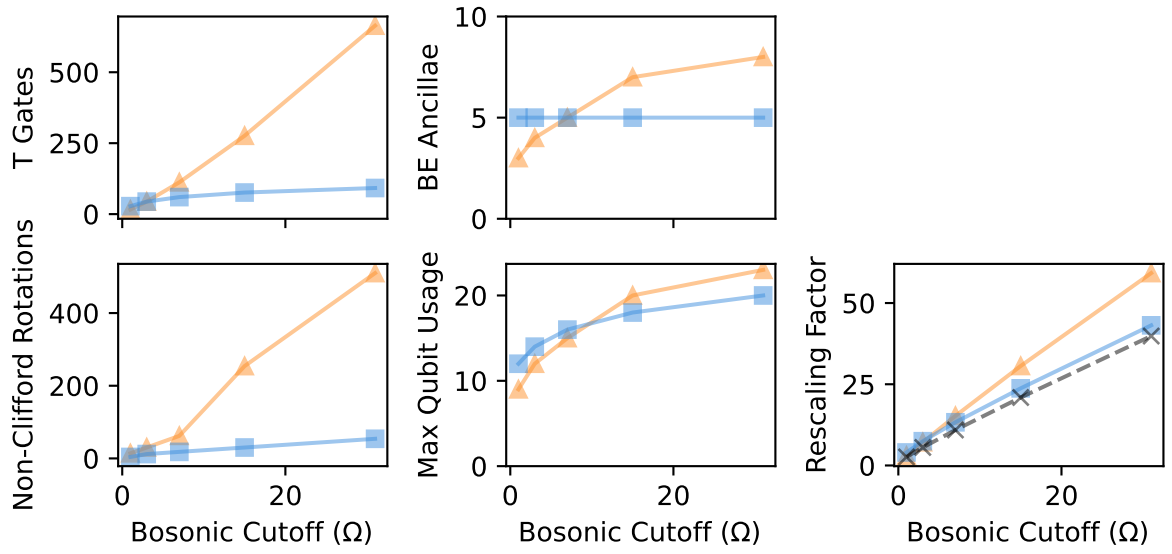 T Gates
500
250
0
BE Ancillae
10
5
0
Non-Clifford Rotations
400
200
0
0
20
Bosonic Cutoff (Ω)
Max Qubit Usage
20
10
0
0
20
Bosonic Cutoff (Ω)
Rescaling Factor
50
25
0
0
20
Bosonic Cutoff (Ω)